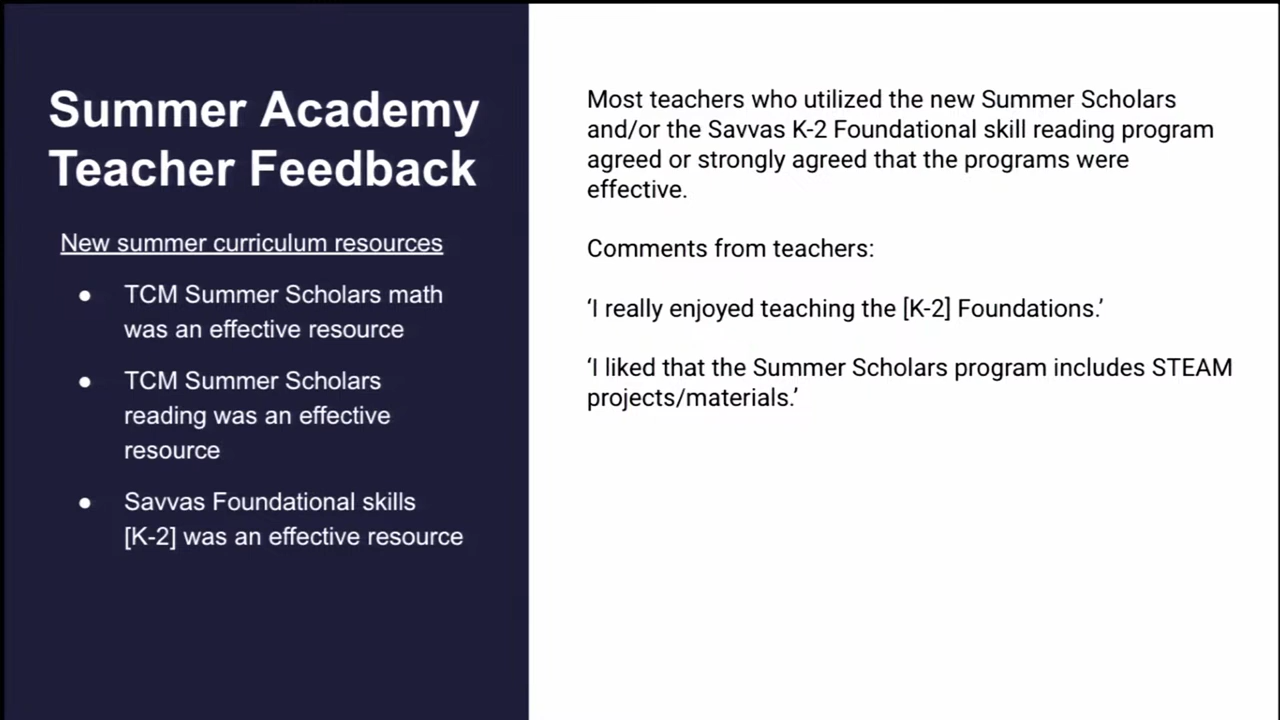 Summer Academy
Teacher Feedback
New summer curriculum resources
● TCM Summer Scholars math
was an effective resource
● TCM Summer Scholars
reading was an effective
resource
● Savvas Foundational skills
[K-2] was an effective resource
Most teachers who utilized the new Summer Scholars
and/or the Savvas K-2 Foundational skill reading program
agreed or strongly agreed that the programs were
effective.
Comments from teachers:
‘I really enjoyed teaching the [K-2] Foundations.’
‘I liked that the Summer Scholars program includes STEAM
projects/materials.’